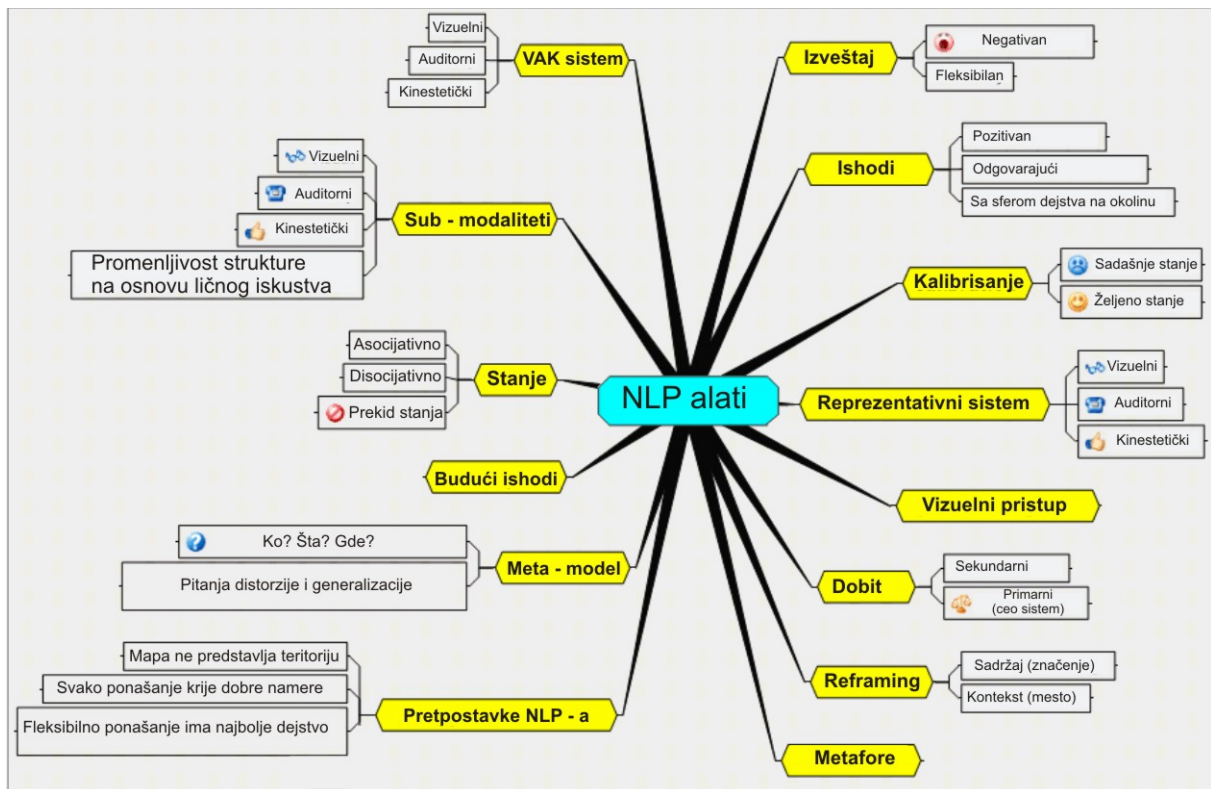 NLP alati
VAK sistem
Vizuelni
Auditorni
Kinestetički
Sub - modaliteti
Vizuelni
Auditorni
Kinestetički
Promenljivost strukture
na osnovu ličnog iskustva
Stanje
Asocijativno
Disocijativno
Prekid stanja
Budući ishodi
Meta - model
Ko? Šta? Gde?
Pitanja distorzije i generalizacije
Pretpostavke NLP - a
Mapa ne predstavlja teritoriju
Svako ponašanje krije dobre namere
Fleksibilno ponašanje ima najbolje dejstvo
Izveštaj
Negativan
Fleksibilan
Ishodi
Pozitivan
Odgovarajući
Sa sferom dejstva na okolinu
Kalibrisanje
Sadašnje stanje
Željeno stanje
Reprezentativni sistem
Vizuelni
Auditorni
Kinestetički
Vizuelni pristup
Dobit
Sekundarni
Primarni
(ceo sistem)
Reframing
Sadržaj (značenje)
Kontekst (mesto)
Metafore